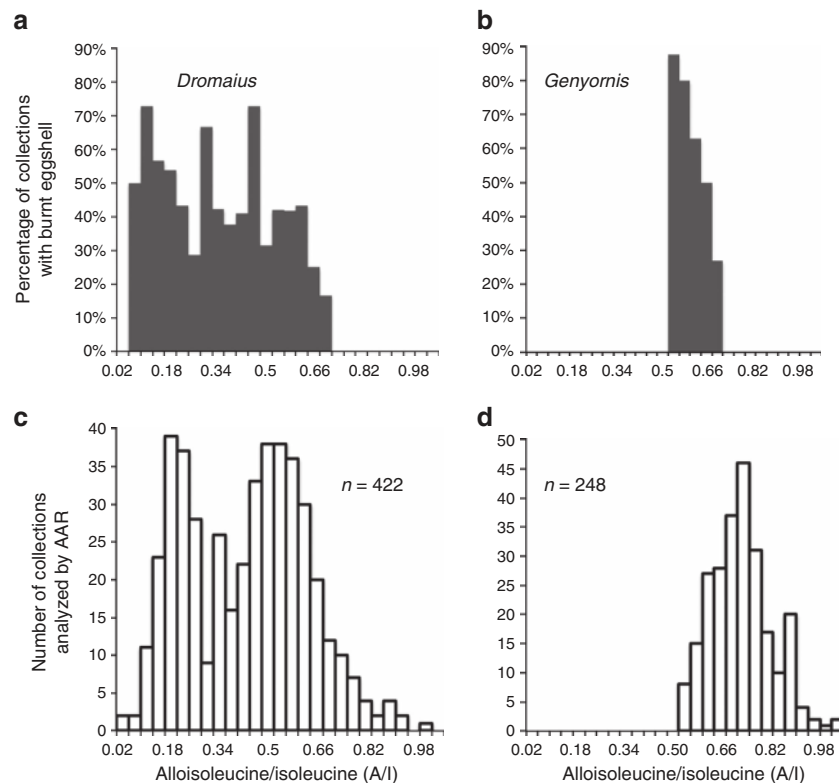 a
90%
80%
70%
60%
50%
40%
30%
20%
10%
0%
Percentage of collections
with burnt eggshell
Dromaius
0.02 0.18 0.34 0.5 0.66 0.82 0.98
b
90%
80%
70%
60%
50%
40%
30%
20%
10%
0%
Genyornis
0.02 0.18 0.34 0.5 0.66 0.82 0.98
c
40
35
30
25
20
15
10
5
0
Number of collections
analyzed by AAR
n = 422
0.02 0.18 0.34 0.5 0.66 0.82 0.98
Alloisoleucine/isoleucine (A/I)
d
50
45
40
35
30
25
20
15
10
5
0
n = 248
0.02 0.18 0.34 0.50 0.66 0.82 0.98
Alloisoleucine/isoleucine (A/I)